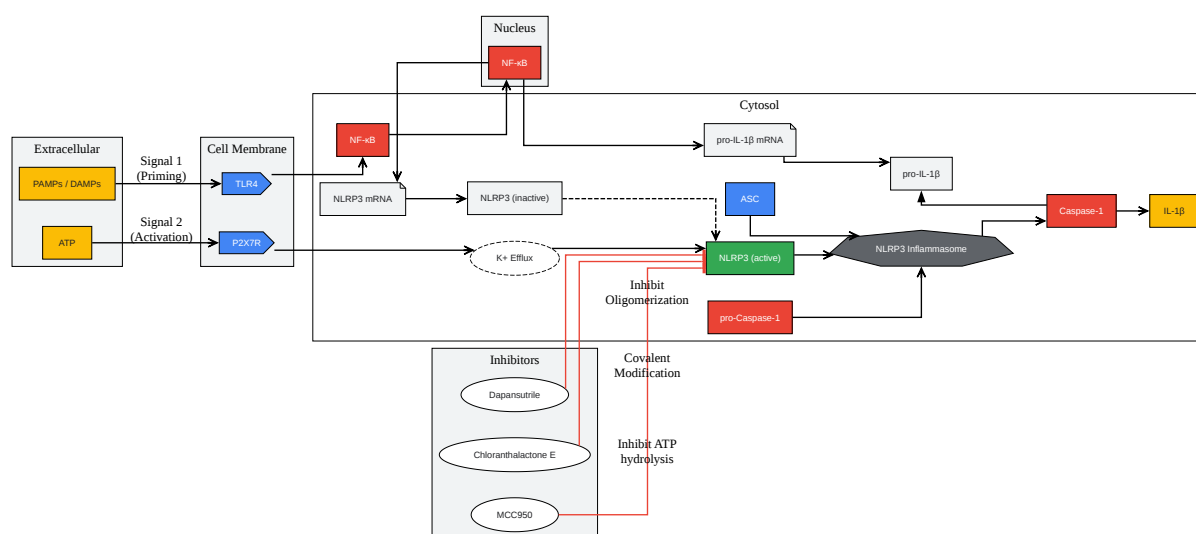 Nucleus
NF-κB
Cytosol
Extracellular
PAMPs / DAMPs
ATP
Signal 1
(Priming)
Signal 2
(Activation)
Cell Membrane
TLR4
P2X7R
NF-κB
NLRP3 mRNA
NLRP3 (inactive)
K+ Efflux
pro-IL-1β mRNA
pro-IL-1β
ASC
NLRP3 (active)
NLRP3 Inflammasome
pro-Caspase-1
Caspase-1
IL-1β
Inhibit
Oligomerization
Covalent
Modification
Inhibit ATP
hydrolysis
Inhibitors
Dapansutrile
Chloranthalactone E
MCC950